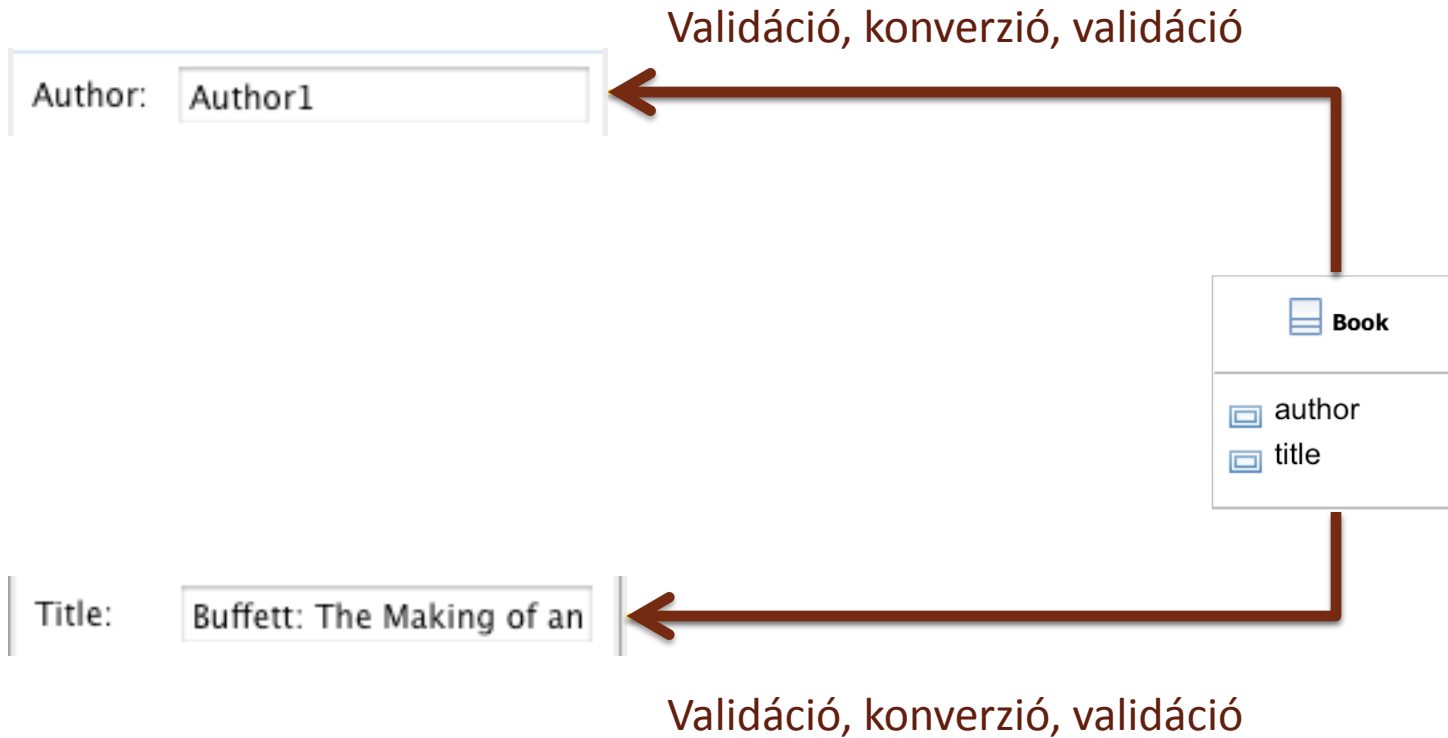 Validáció, konverzió, validáció
Author: Author1
Book
author
title
Title: Buffett: The Making of an
Validáció, konverzió, validáció